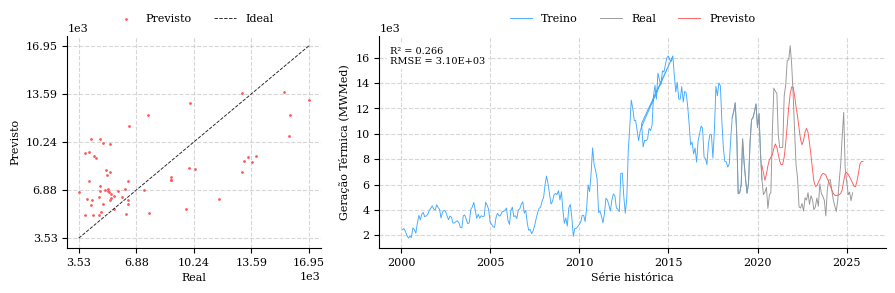 Previsto Ideal
1e3
16.95
13.59
10.24
6.88
3.53
Previsto
3.53 6.88 10.24 13.59 16.95
Real
1e3
Treino Real Previsto
1e3
R² = 0.266
RMSE = 3.10E+03
16
14
12
10
8
6
4
2
Geração Térmica (MWMed)
2000 2005 2010 2015 2020 2025
Série histórica